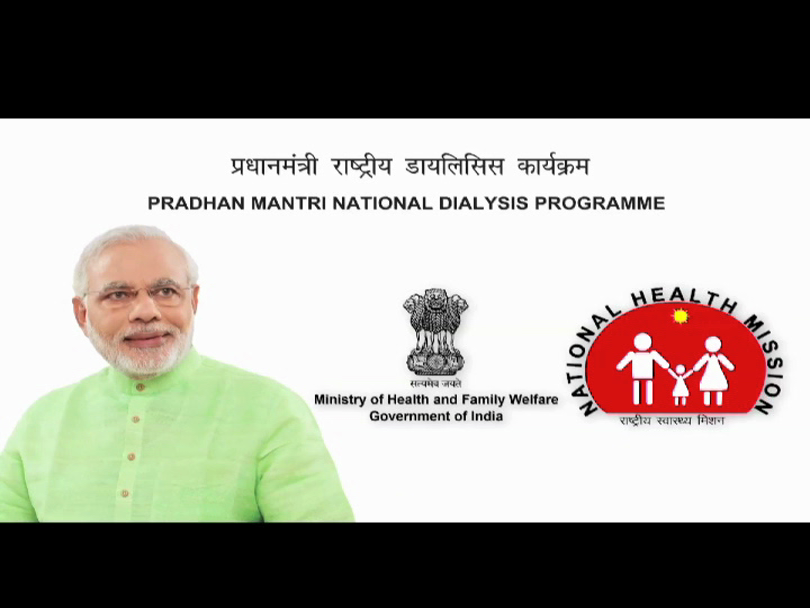 प्रधानमंत्री राष्ट्रीय डायलिसिस कार्यक्रम
PRADHAN MANTRI NATIONAL DIALYSIS PROGRAMME
सत्यमेव जयते
Ministry of Health and Family Welfare
Government of India
NATIONAL HEALTH MISSION
राष्ट्रीय स्वास्थ्य मिशन